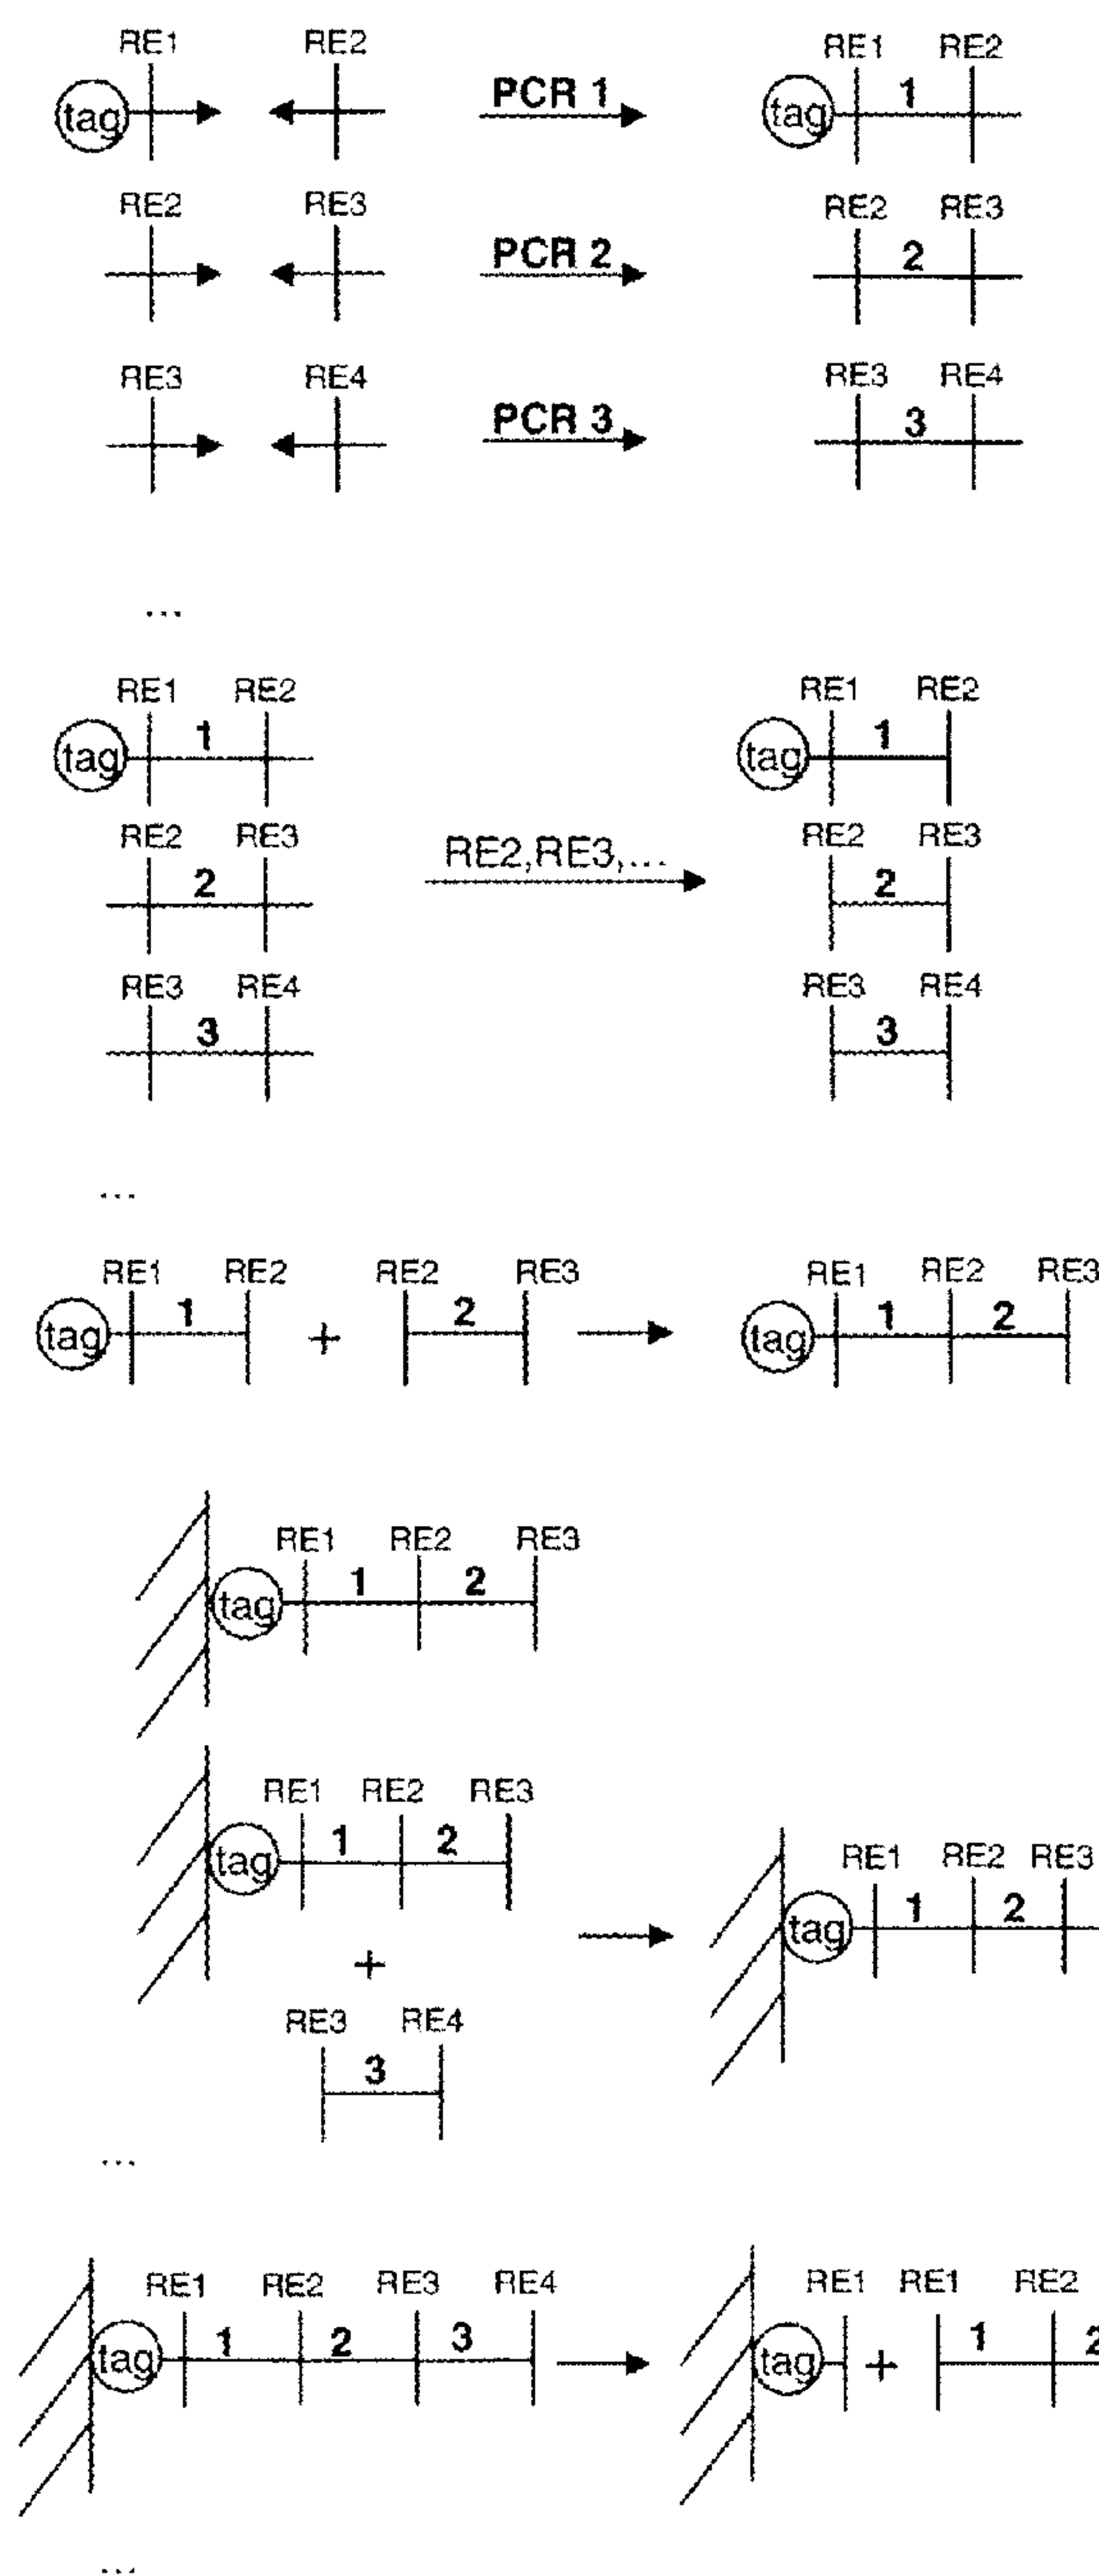 RE1 RE2 RE1 RE2
tag PCR 1 tag 1
RE2 RE3 RE2 RE3
PCR 2 2
RE3 RE4 RE3 RE4
PCR 3 3
...
RE1 RE2 RE1 RE2
tag 1 tag 1
RE2 RE3 RE2,RE3,... RE2 RE3
2 2
RE3 RE4 RE3 RE4
3 3
...
RE1 RE2 RE2 RE3 RE1 RE2 RE3
tag 1 + 2 tag 1 2
RE1 RE2 RE3
tag 1 2
RE1 RE2 RE3
tag 1 2
RE1 RE2 RE3
tag 1 2
+
RE3 RE4
3
...
RE1 RE2 RE3 RE4 RE1 RE1 RE2
tag 1 2 3 tag + 1 2
...